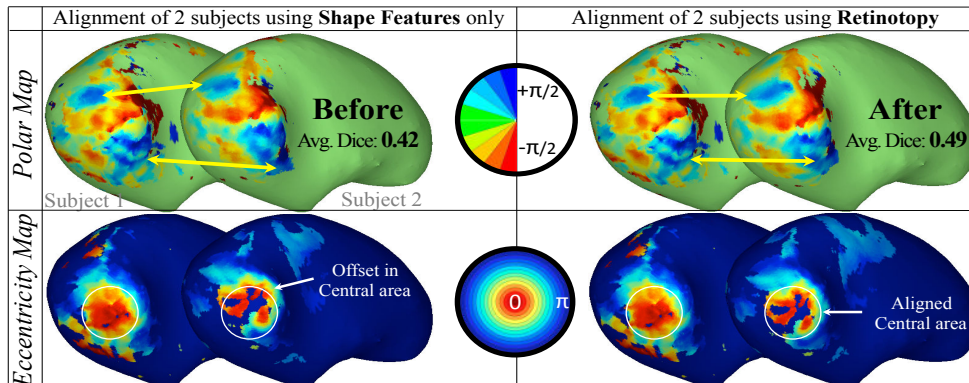 Alignment of 2 subjects using Shape Features only
Alignment of 2 subjects using Retinotopy
Polar Map
Before
Avg. Dice: 0.42
Subject 1
Subject 2
+π/2
-π/2
After
Avg. Dice: 0.49
Eccentricity Map
Offset in
Central area
0
π
Aligned
Central area